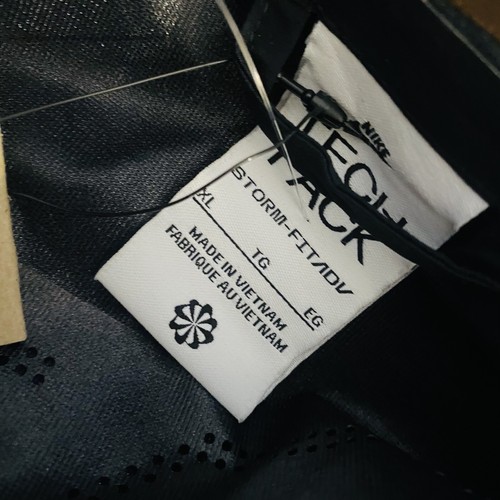 NIKE
TECH
PACK
STORM-FIT ADV
XL TG EG
MADE IN VIETNAM
FABRIQUE AU VIETNAM